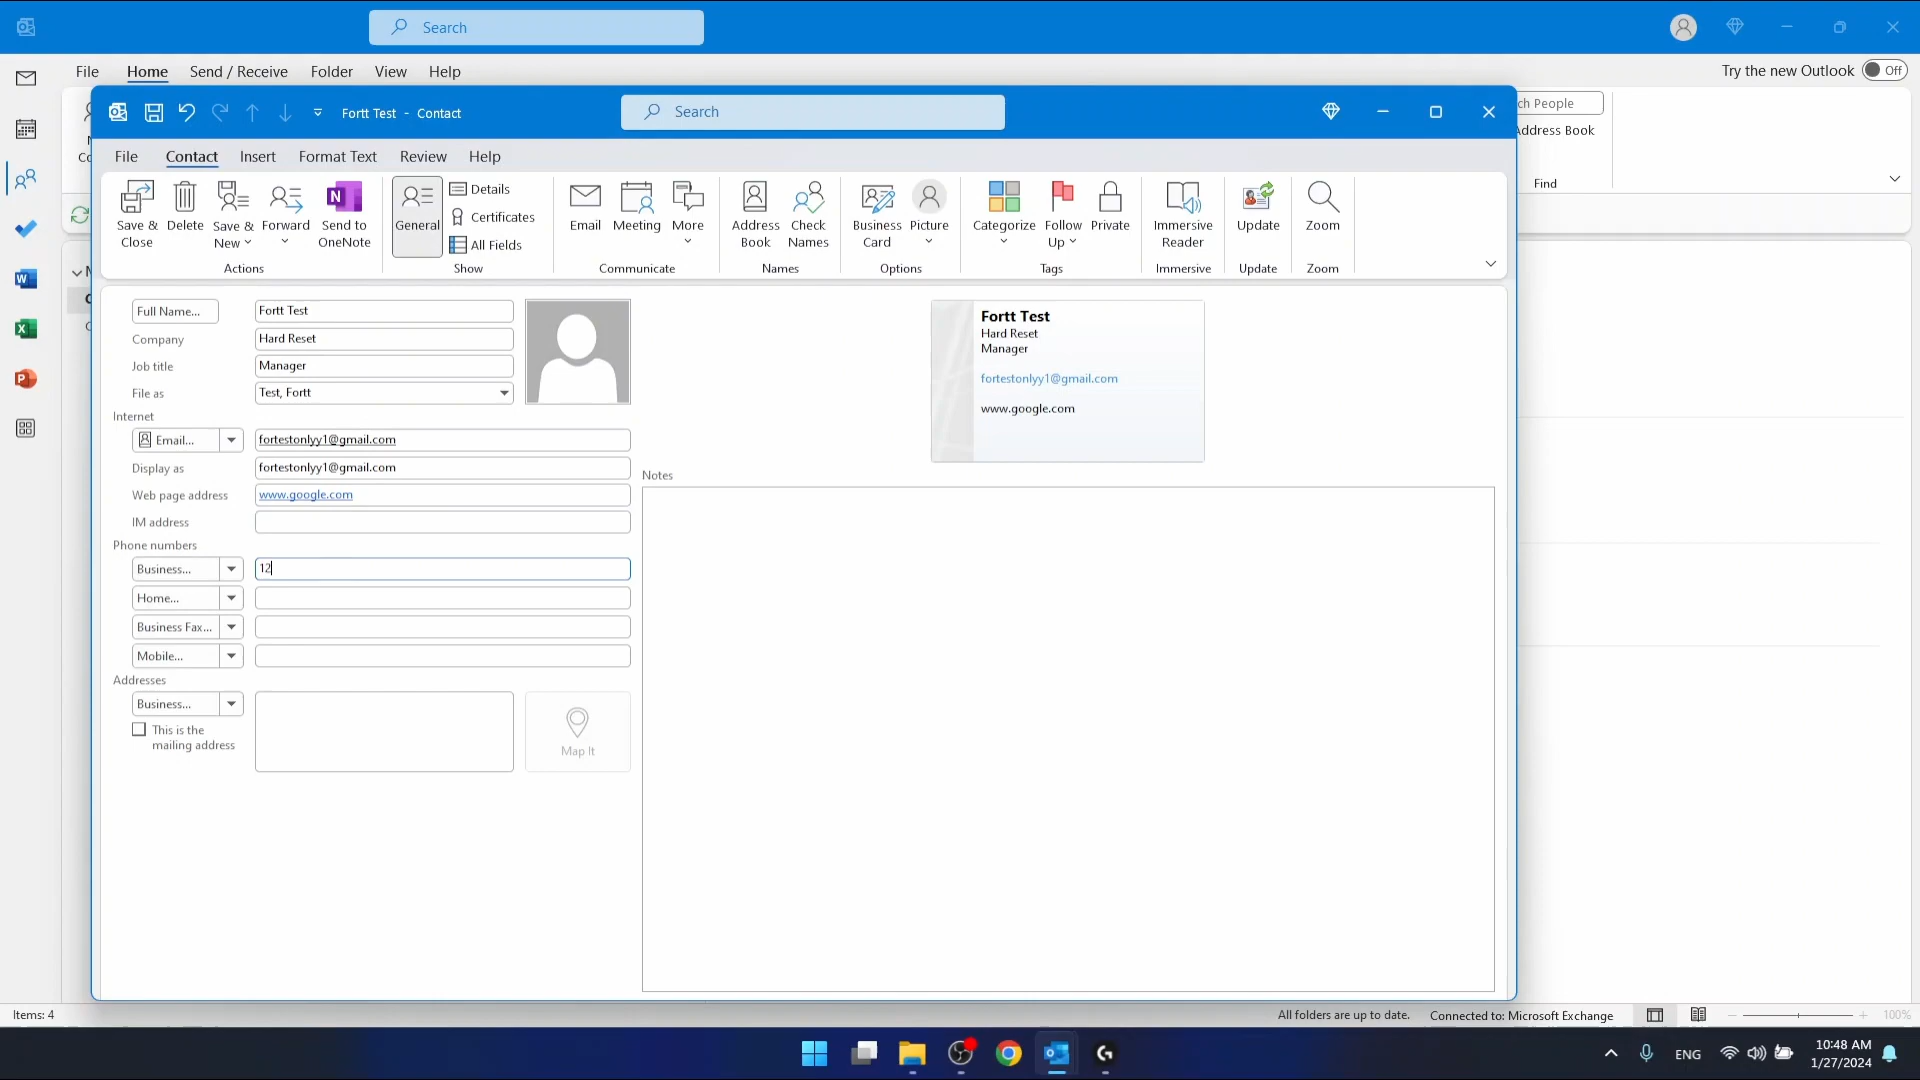 Search
File Home Send / Receive Folder View Help
Try the new Outlook Off
Fortt Test - Contact
Search
ch People
Address Book
Find
File Contact Insert Format Text Review Help
Save & Close
Delete
Save & New
Forward
Send to OneNote
Actions
General
Details
Certificates
All Fields
Show
Email
Meeting
More
Communicate
Address Book
Check Names
Names
Business Card
Picture
Options
Categorize
Follow Up
Private
Tags
Immersive Reader
Immersive
Update
Update
Zoom
Zoom
Full Name... Fortt Test
Company Hard Reset
Job title Manager
File as Test, Fortt
Internet
Email... fortestonlyy1@gmail.com
Display as fortestonlyy1@gmail.com
Web page address www.google.com
IM address
Phone numbers
Business... 12
Home...
Business Fax...
Mobile...
Addresses
Business...
This is the
mailing address
Map It
Fortt Test
Hard Reset
Manager
fortestonlyy1@gmail.com
www.google.com
Notes
Items: 4
All folders are up to date. Connected to: Microsoft Exchange 100%
ENG
10:48 AM
1/27/2024